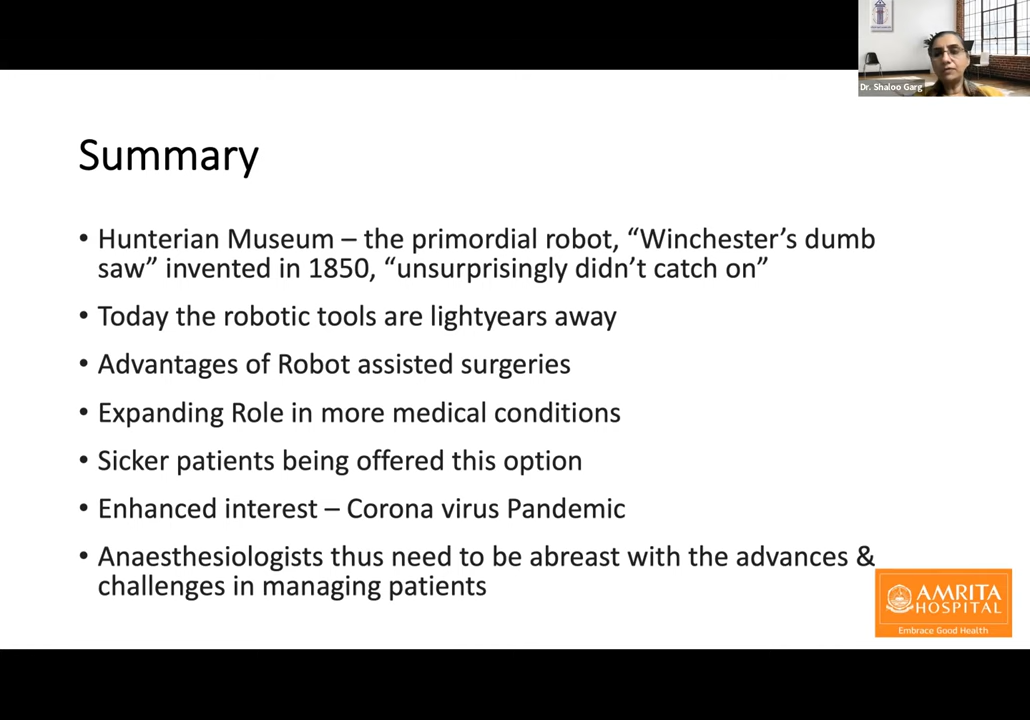 Dr. Shaloo Garg
Summary
• Hunterian Museum – the primordial robot, “Winchester’s dumb
saw” invented in 1850, “unsurprisingly didn’t catch on”
• Today the robotic tools are lightyears away
• Advantages of Robot assisted surgeries
• Expanding Role in more medical conditions
• Sicker patients being offered this option
• Enhanced interest – Corona virus Pandemic
• Anaesthesiologists thus need to be abreast with the advances &
challenges in managing patients
AMRITA
HOSPITAL
Embrace Good Health